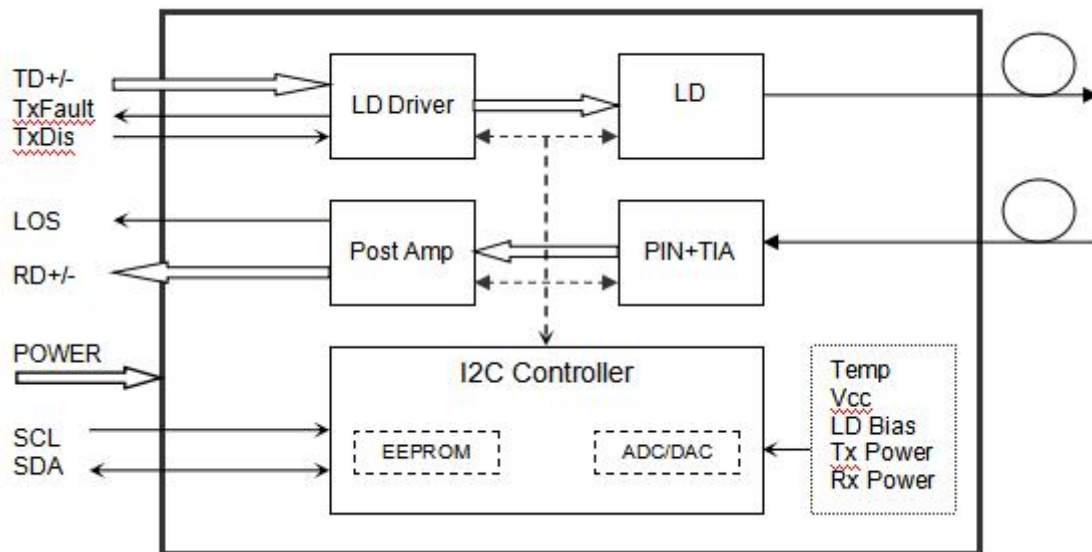 TD+/-
TxFault
TxDis
LD Driver
LD
LOS
RD+/-
Post Amp
PIN+TIA
POWER
SCL
SDA
I2C Controller
EEPROM
ADC/DAC
Temp
Vcc
LD Bias
Tx Power
Rx Power